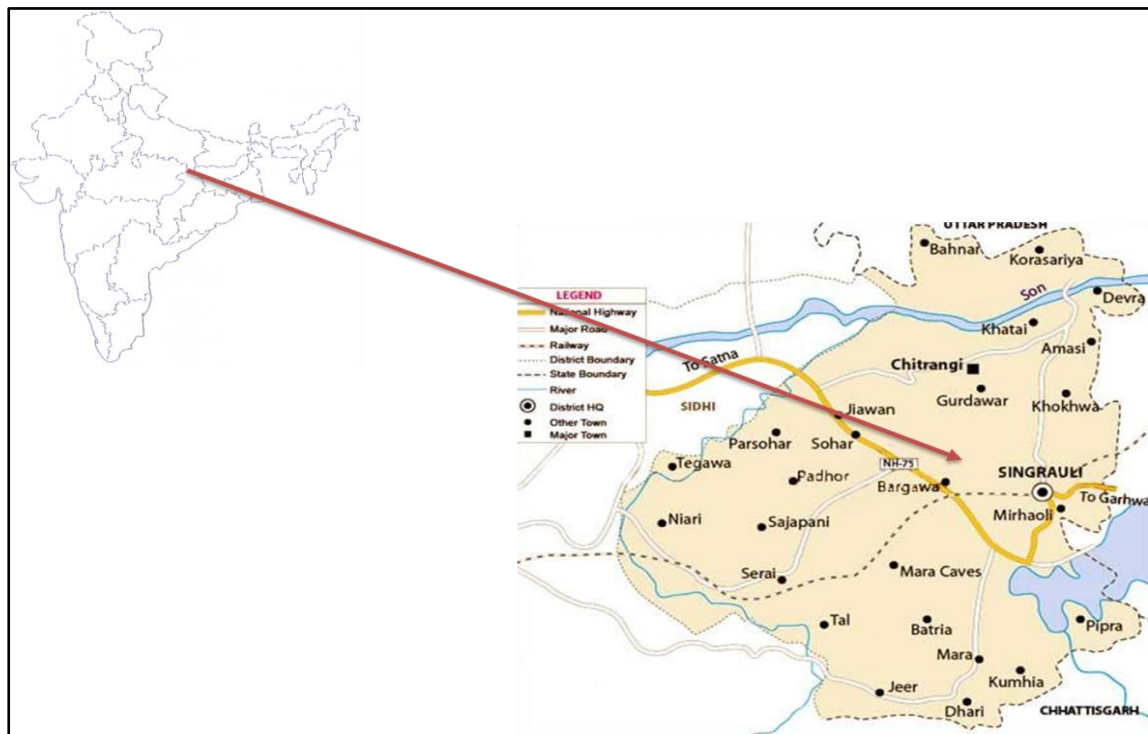 UTTAR PRADESH
Bahnar
Korasariya
Son
Devra
LEGEND
National Highway
Major Road
Railway
District Boundary
State Boundary
River
District HQ
Other Town
Major Town
To Satna
SIDHI
Khatai
Amasi
Chitrangi
Gurdawar
Khokhwa
Jiawan
Parsohar
Sohar
Tegawa
Padhor
NH-75
Bargawa
SINGRAULI
To Garhwa
Mirhaoli
Niari
Sajapani
Serai
Mara Caves
Tal
Batria
Pipra
Mara
Kumhia
Jeer
Dhari
CHHATTISGARH